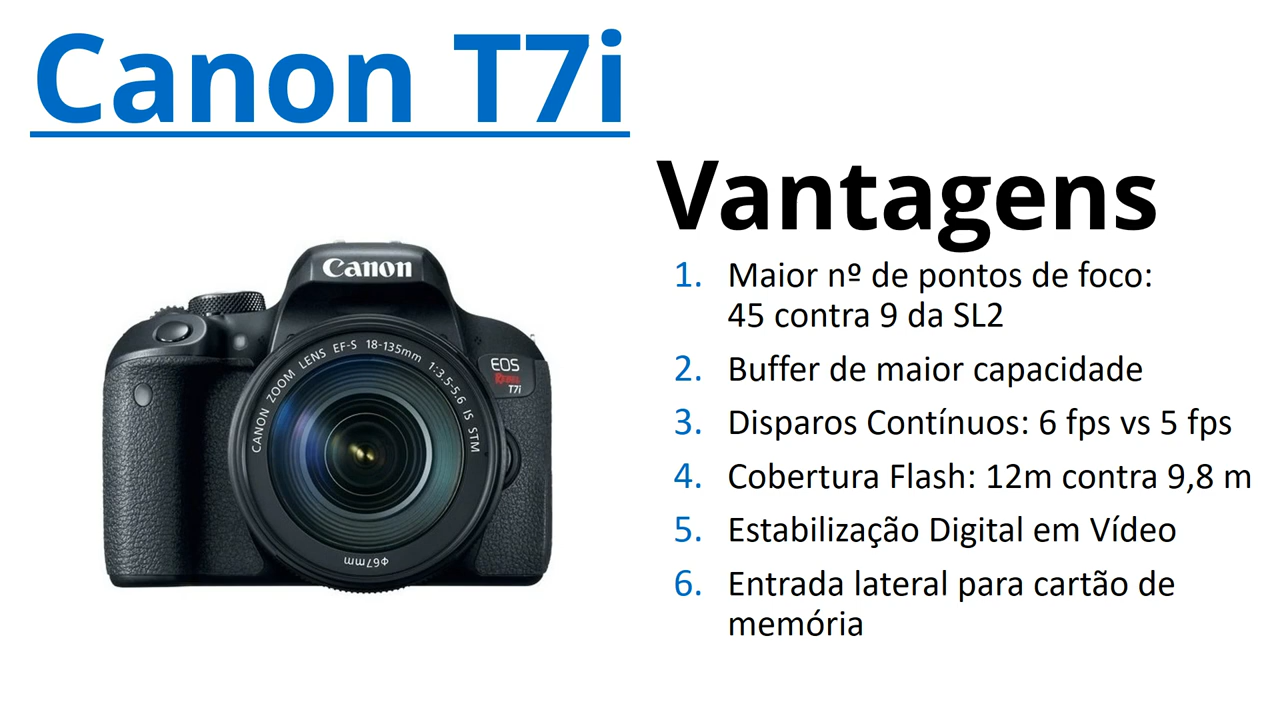 Canon T7i
Vantagens
1. Maior nº de pontos de foco:
45 contra 9 da SL2
2. Buffer de maior capacidade
3. Disparos Contínuos: 6 fps vs 5 fps
4. Cobertura Flash: 12m contra 9,8 m
5. Estabilização Digital em Vídeo
6. Entrada lateral para cartão de
memória
Canon
CANON ZOOM LENS EF-S 18-135mm 1:3.5-5.6 IS STM
EOS
T7i
φ67mm